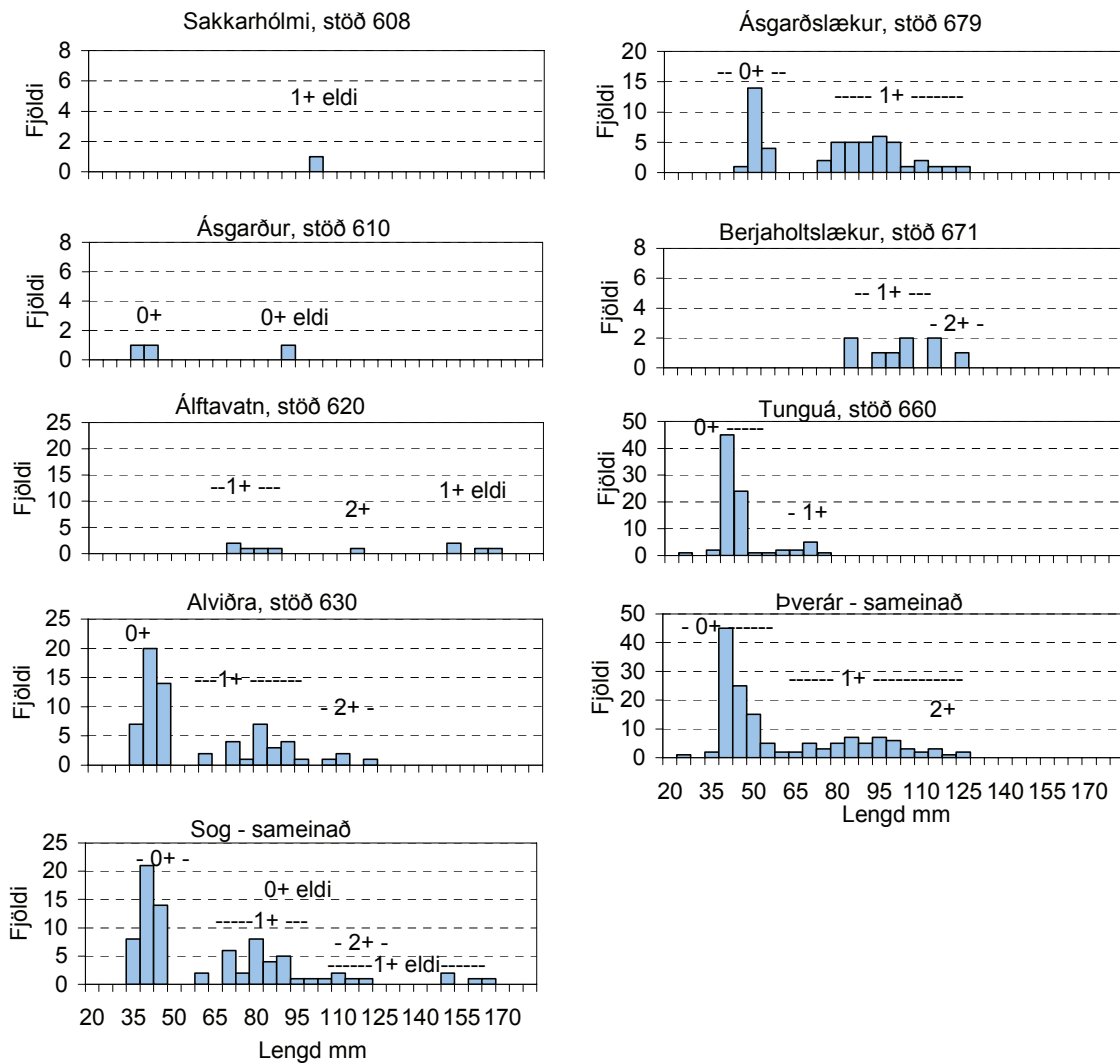 Sakkarhólmi, stöð 608
8
6
4
2
0
Fjöldi
1+ eldi
Ásgarður, stöð 610
8
6
4
2
0
Fjöldi
0+
0+ eldi
Álftavatn, stöð 620
25
20
15
10
5
0
Fjöldi
--1+ ---
2+
1+ eldi
Alviðra, stöð 630
25
20
15
10
5
0
Fjöldi
0+
---1+ --------
- 2+ -
Sog - sameinað
25
20
15
10
5
0
Fjöldi
- 0+ -
0+ eldi
-----1+ ---
- 2+ -
------1+ eldi------
20 35 50 65 80 95 110 125 155 170
Lengd mm
Ásgarðslækur, stöð 679
20
15
10
5
0
Fjöldi
-- 0+ --
----- 1+ --------
Berjaholtslækur, stöð 671
8
6
4
2
0
Fjöldi
-- 1+ ---
- 2+ -
Tunguá, stöð 660
50
40
30
20
10
0
Fjöldi
0+ -----
- 1+
Þverár - sameinað
50
40
30
20
10
0
Fjöldi
- 0+ ------
------ 1+ ------------
2+
20 35 50 65 80 95 110 125 155 170
Lengd mm